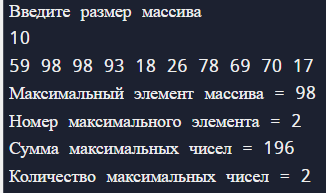 Введите размер массива
10
59 98 98 93 18 26 78 69 70 17
Максимальный элемент массива = 98
Номер максимального элемента = 2
Сумма максимальных чисел = 196
Количество максимальных чисел = 2